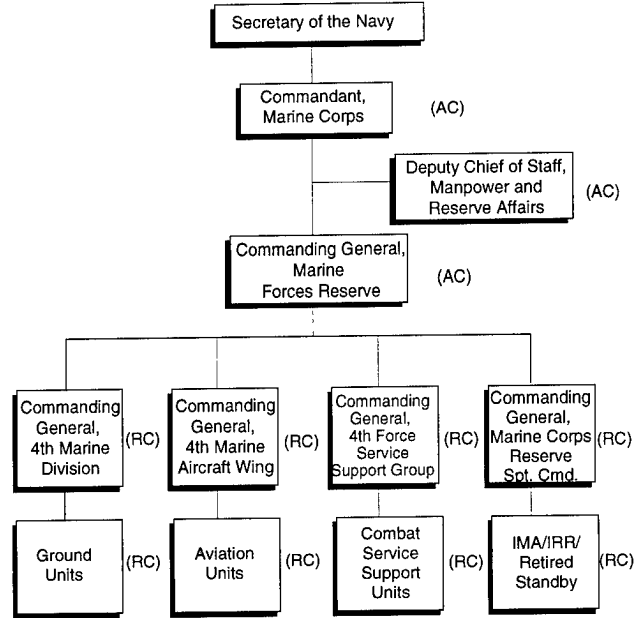 Secretary of the Navy
Commandant,
Marine Corps
(AC)
Deputy Chief of Staff,
Manpower and
Reserve Affairs
(AC)
Commanding General,
Marine
Forces Reserve
(AC)
Commanding
General,
4th Marine
Division
(RC)
Commanding
General,
4th Marine
Aircraft Wing
(RC)
Commanding
General,
4th Force
Service
Support Group
(RC)
Commanding
General,
Marine Corps
Reserve
Spt. Cmd.
(RC)
Ground
Units
(RC)
Aviation
Units
(RC)
Combat
Service
Support
Units
(RC)
IMA/IRR/
Retired
Standby
(RC)